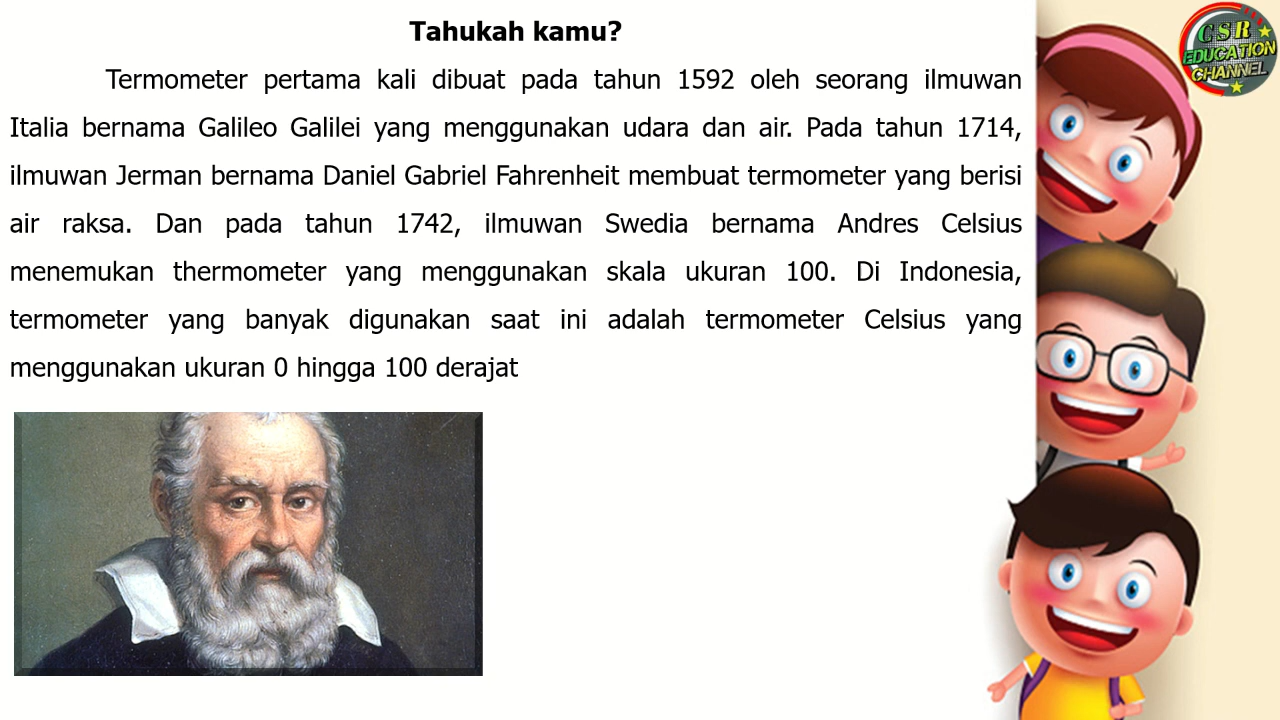 Tahukah kamu?
Termometer pertama kali dibuat pada tahun 1592 oleh seorang ilmuwan
Italia bernama Galileo Galilei yang menggunakan udara dan air. Pada tahun 1714,
ilmuwan Jerman bernama Daniel Gabriel Fahrenheit membuat termometer yang berisi
air raksa. Dan pada tahun 1742, ilmuwan Swedia bernama Andres Celsius
menemukan thermometer yang menggunakan skala ukuran 100. Di Indonesia,
termometer yang banyak digunakan saat ini adalah termometer Celsius yang
menggunakan ukuran 0 hingga 100 derajat
CSR
EDUCATION
CHANNEL